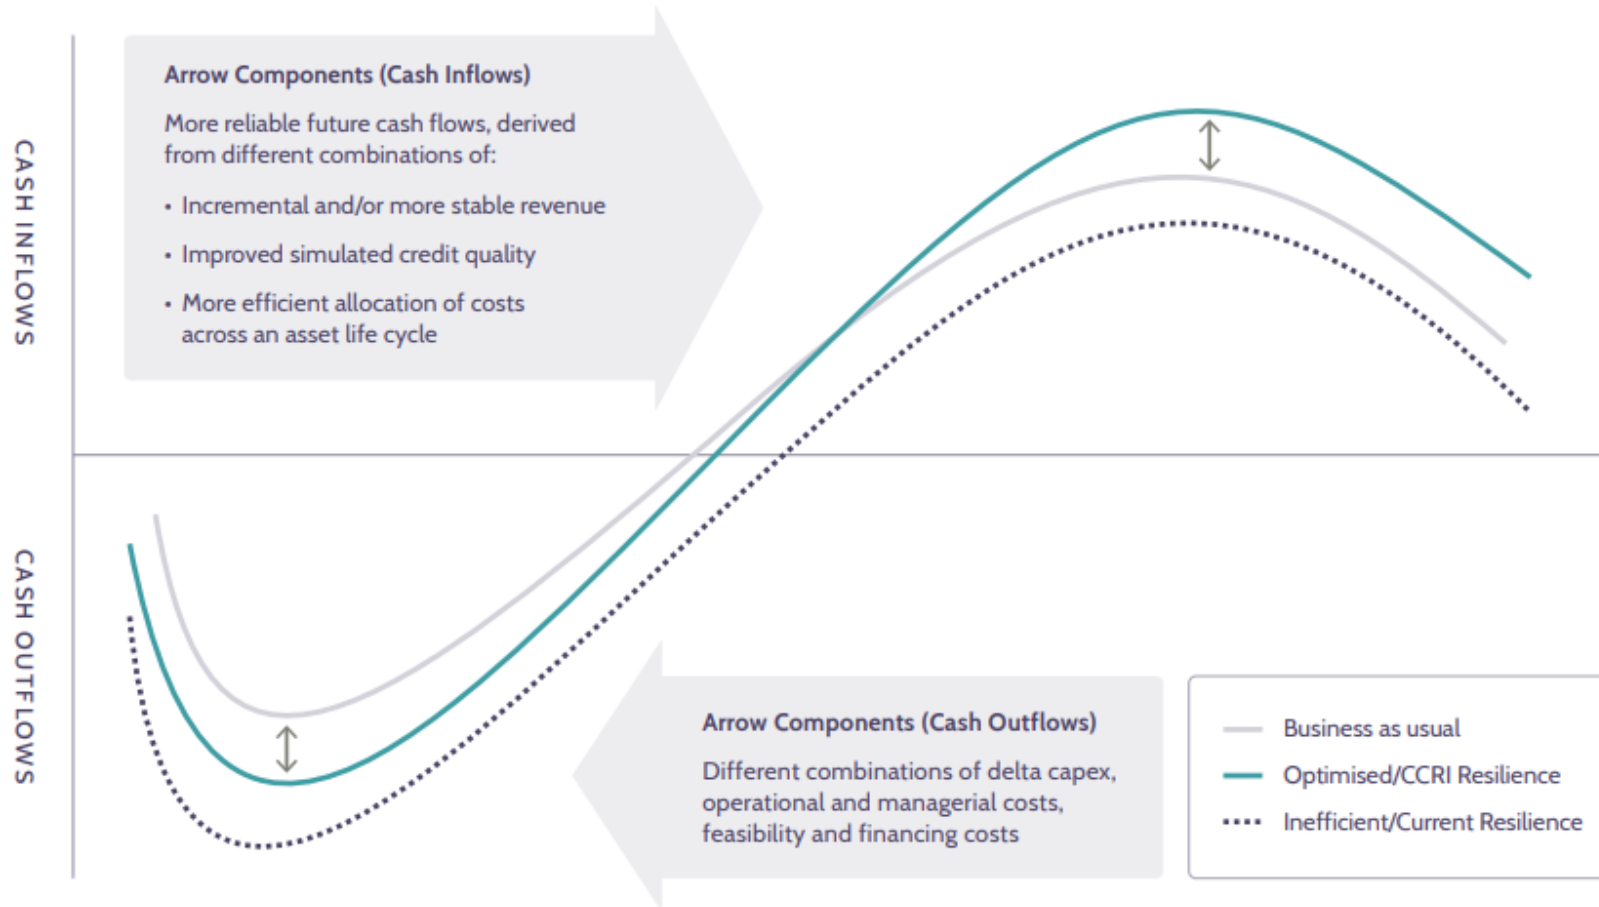 CASH INFLOWS
Arrow Components (Cash Inflows)
More reliable future cash flows, derived
from different combinations of:
• Incremental and/or more stable revenue
• Improved simulated credit quality
• More efficient allocation of costs
across an asset life cycle
CASH OUTFLOWS
Arrow Components (Cash Outflows)
Different combinations of delta capex,
operational and managerial costs,
feasibility and financing costs
Business as usual
Optimised/CCRI Resilience
Inefficient/Current Resilience